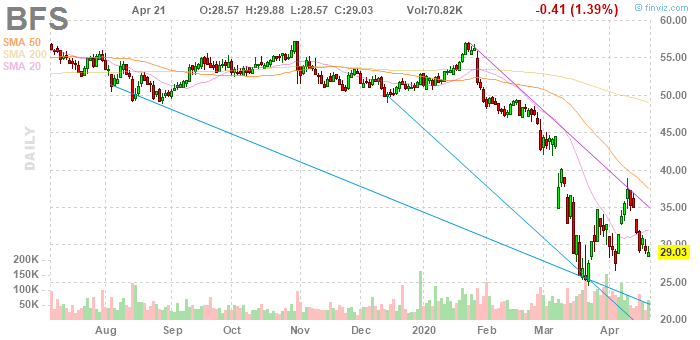 BFS Apr 21 O:28.57 H:29.88 L:28.57 C:29.03 Vol:70.82K -0.41 (1.39%) © finviz.com
SMA 50
SMA 200
SMA 20
DAILY
60.00
55.00
50.00
45.00
40.00
35.00
30.00
29.03
25.00
20.00
200K
150K
100K
50K
Aug Sep Oct Nov Dec 2020 Feb Mar Apr